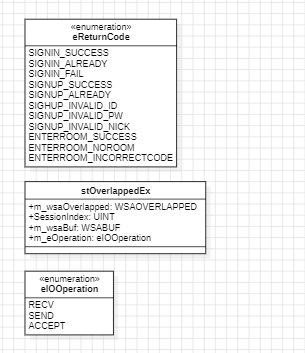 «enumeration»
eReturnCode
SIGNIN_SUCCESS
SIGNIN_ALREADY
SIGNIN_FAIL
SIGNUP_SUCCESS
SIGNUP_ALREADY
SIGHUP_INVALID_ID
SIGNUP_INVALID_PW
SIGNUP_INVALID_NICK
ENTERROOM_SUCCESS
ENTERROOM_NOROOM
ENTERROOM_INCORRECTCODE
stOverlappedEx
+m_wsaOverlapped: WSAOVERLAPPED
+SessionIndex: UINT
+m_wsaBuf: WSABUF
+m_eOperation: eIOOperation
«enumeration»
eIOOperation
RECV
SEND
ACCEPT